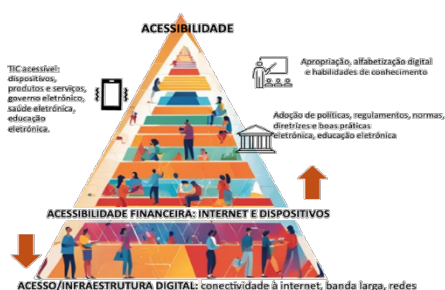 ACESSIBILIDADE
TIC acessível:
dispositivos,
produtos e serviços,
governo eletrônico,
saúde eletrônica,
educação
eletrônica.
Apropriação, alfabetização digital
e habilidades de conhecimento
Adoção de políticas, regulamentos, normas,
diretrizes e boas práticas
eletrônica, educação eletrônica
ACESSIBILIDADE FINANCEIRA: INTERNET E DISPOSITIVOS
ACESSO/INFRAESTRUTURA DIGITAL: conectividade à internet, banda larga, redes